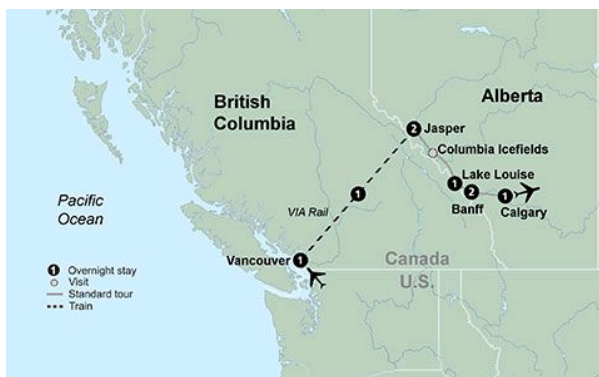 British
Columbia
Alberta
2
Jasper
Columbia Icefields
Lake Louise
1
2
1
Banff
Calgary
1
VIA Rail
Pacific
Ocean
Vancouver
1
Canada
U.S.
1 Overnight stay
Visit
Standard tour
Train